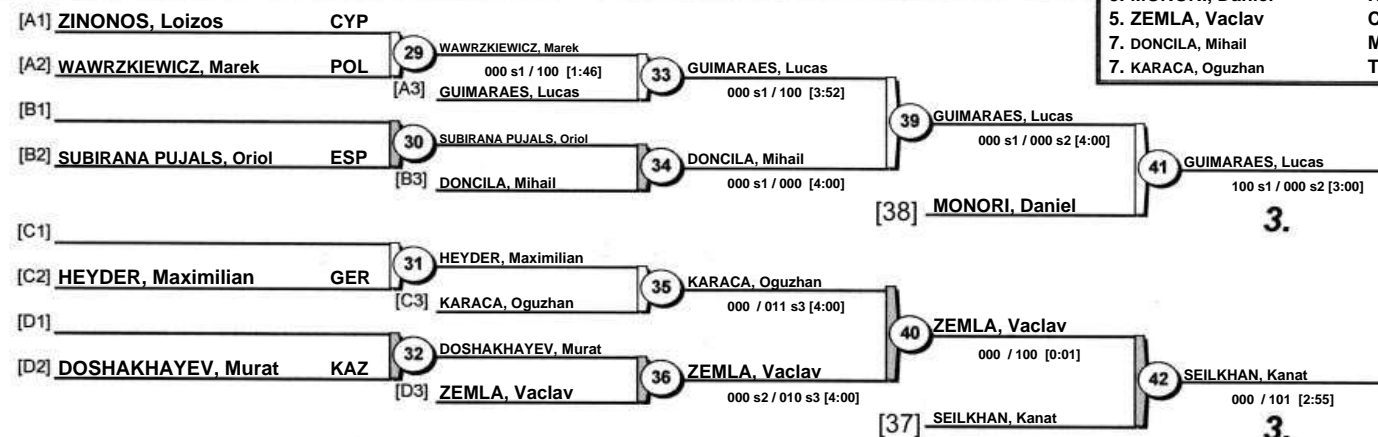 5. ZEMLA, Vaclav
7. DONCILA, Mihail M
7. KARACA, Oguzhan T
[A1] ZINONOS, Loizos CYP
29 WAWRZKIEWICZ, Marek
[A2] WAWRZKIEWICZ, Marek POL
000 s1 / 100 [1:46]
33 GUIMARAES, Lucas
[A3] GUIMARAES, Lucas
000 s1 / 100 [3:52]
[B1]
39 GUIMARAES, Lucas
30 SUBIRANA PUJALS, Oriol
000 s1 / 000 s2 [4:00]
[B2] SUBIRANA PUJALS, Oriol ESP
34 DONCILA, Mihail
41 GUIMARAES, Lucas
[B3] DONCILA, Mihail
000 s1 / 000 [4:00]
100 s1 / 000 s2 [3:00]
[38] MONORI, Daniel
3.
[C1]
31 HEYDER, Maximilian
[C2] HEYDER, Maximilian GER
35 KARACA, Oguzhan
[C3] KARACA, Oguzhan
000 / 011 s3 [4:00]
[D1]
40 ZEMLA, Vaclav
32 DOSHAKHAYEV, Murat
000 / 100 [0:01]
[D2] DOSHAKHAYEV, Murat KAZ
36 ZEMLA, Vaclav
42 SEILKHAN, Kanat
[D3] ZEMLA, Vaclav
000 s2 / 010 s3 [4:00]
000 / 101 [2:55]
[37] SEILKHAN, Kanat
3.